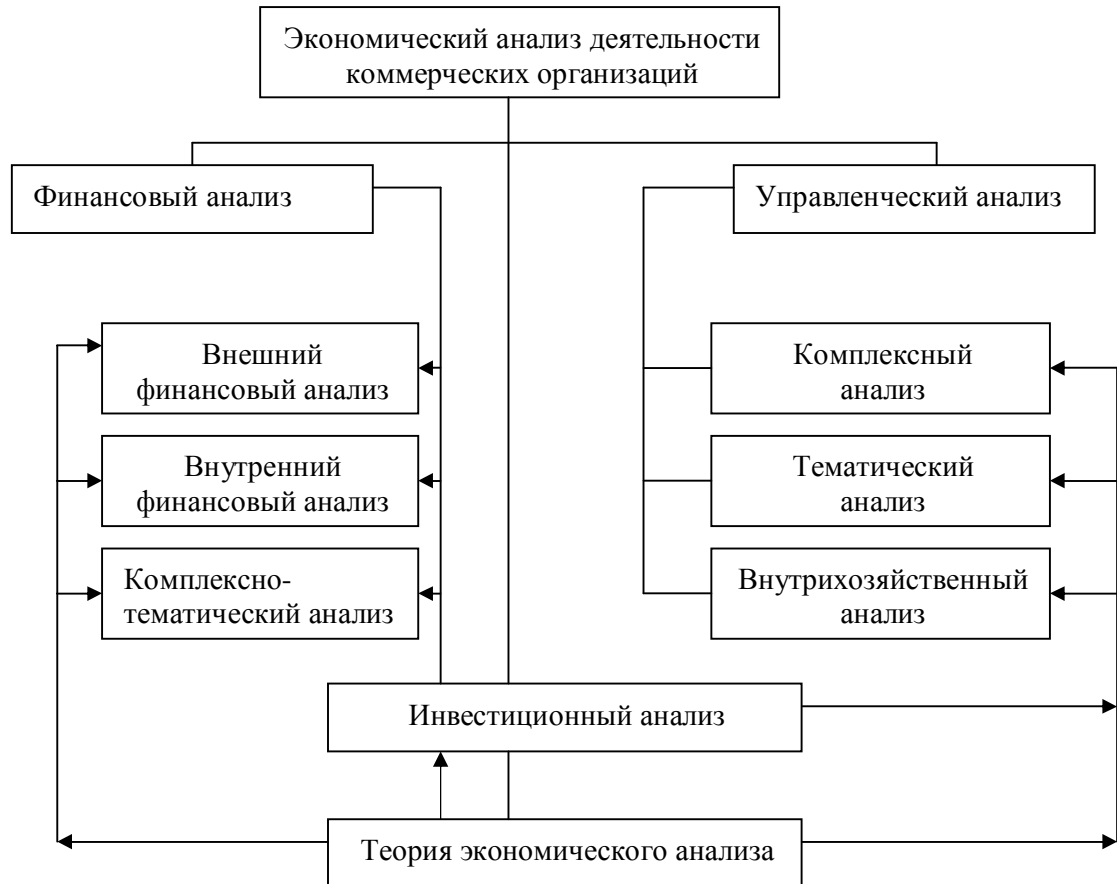 Экономический анализ деятельности
коммерческих организаций
Финансовый анализ
Управленческий анализ
Внешний
финансовый анализ
Комплексный
анализ
Внутренний
финансовый анализ
Тематический
анализ
Комплексно-
тематический анализ
Внутрихозяйственный
анализ
Инвестиционный анализ
Теория экономического анализа